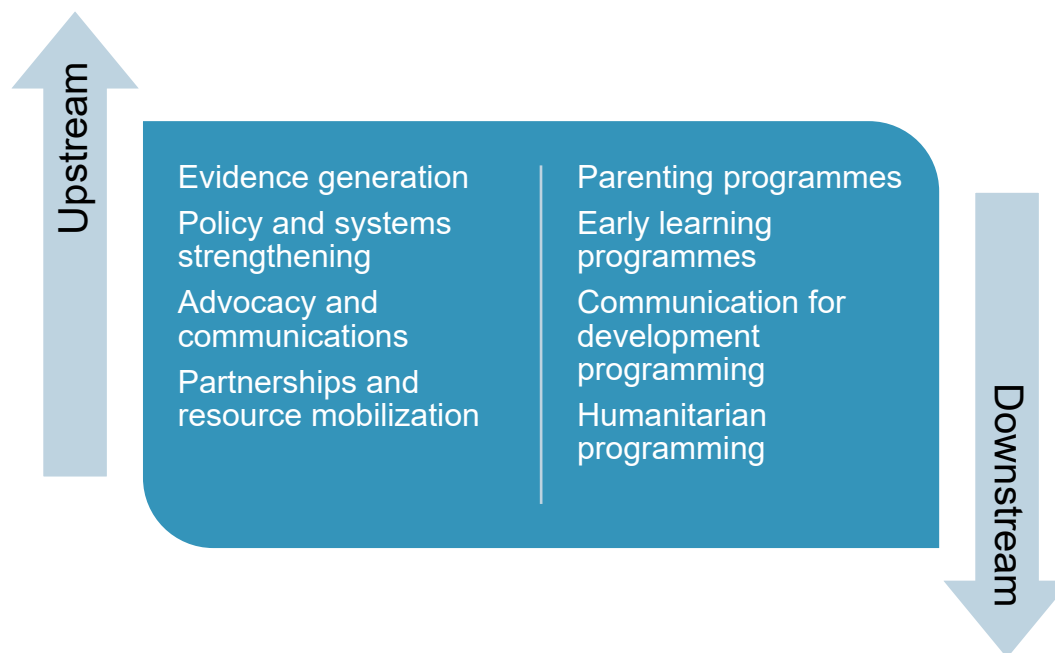 Upstream
Evidence generation
Policy and systems
strengthening
Advocacy and
communications
Partnerships and
resource mobilization
Parenting programmes
Early learning
programmes
Communication for
development
programming
Humanitarian
programming
Downstream